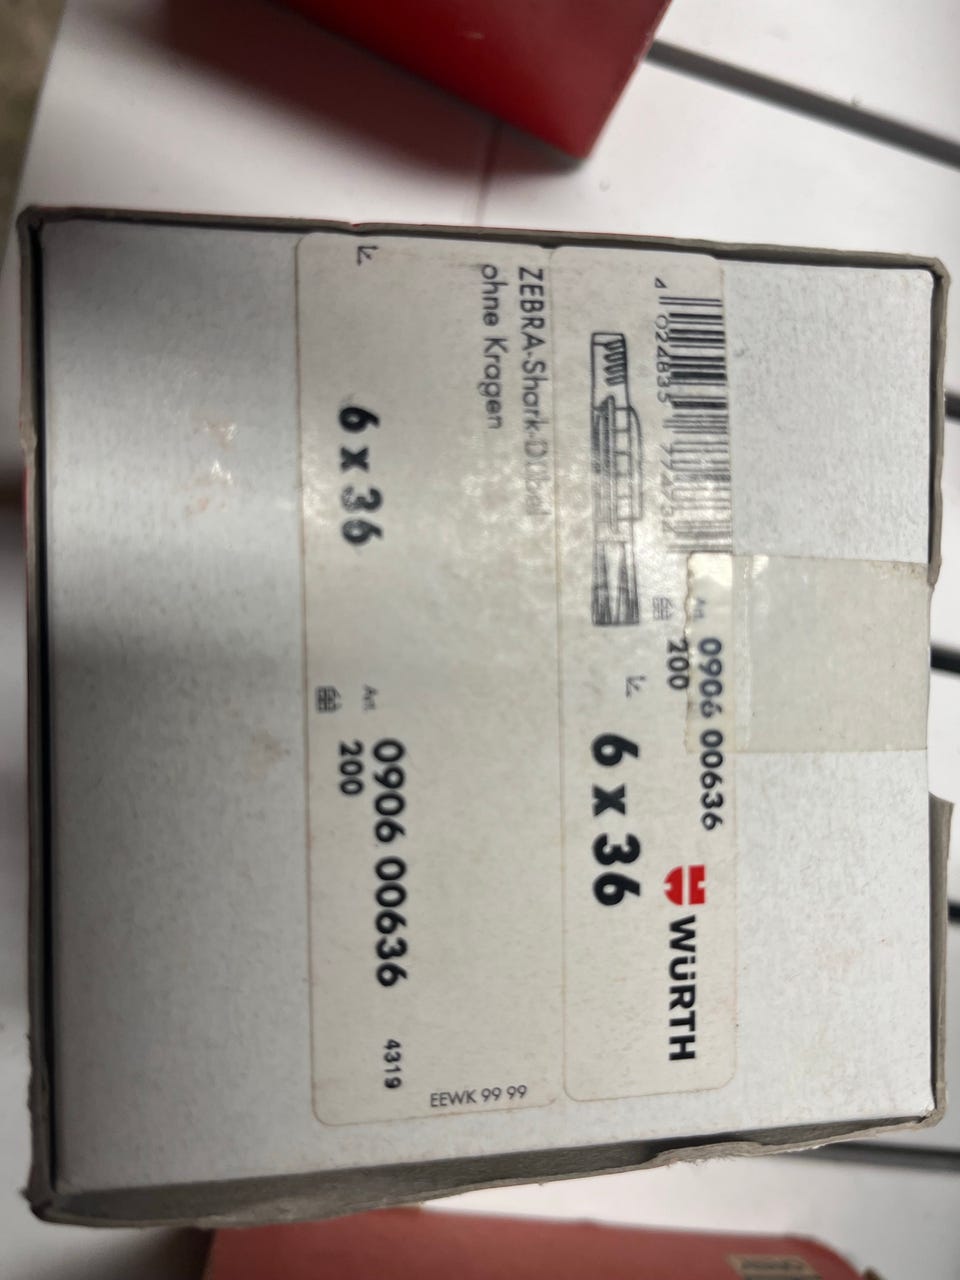 Art. 0906 00636
4 024835
200
WÜRTH
6 x 36
ZEBRA-Shark-Dübel
ohne Kragen
Art. 0906 00636
200
6 x 36
4319
EEWK 99 99